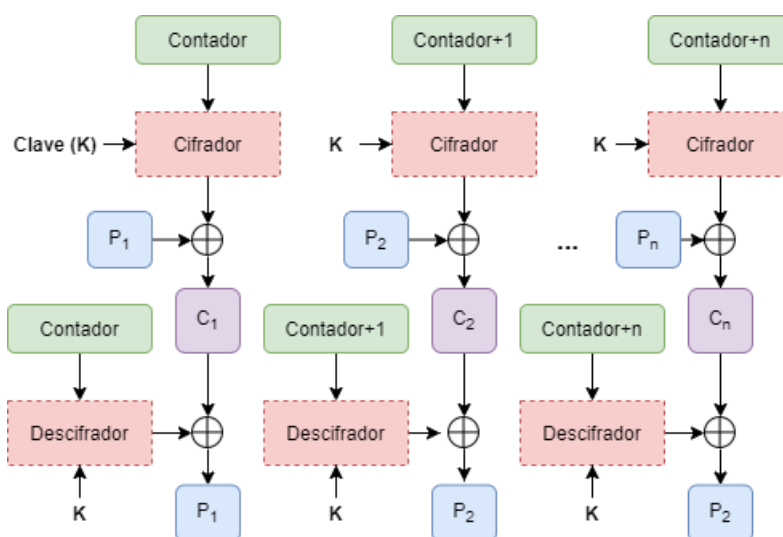 Contador
Contador+1
Contador+n
Clave (K)
Cifrador
K
Cifrador
K
Cifrador
P1
P2
...
Pn
Contador
C1
Contador+1
C2
Contador+n
Cn
Descifrador
Descifrador
Descifrador
K
P1
K
P2
K
P2